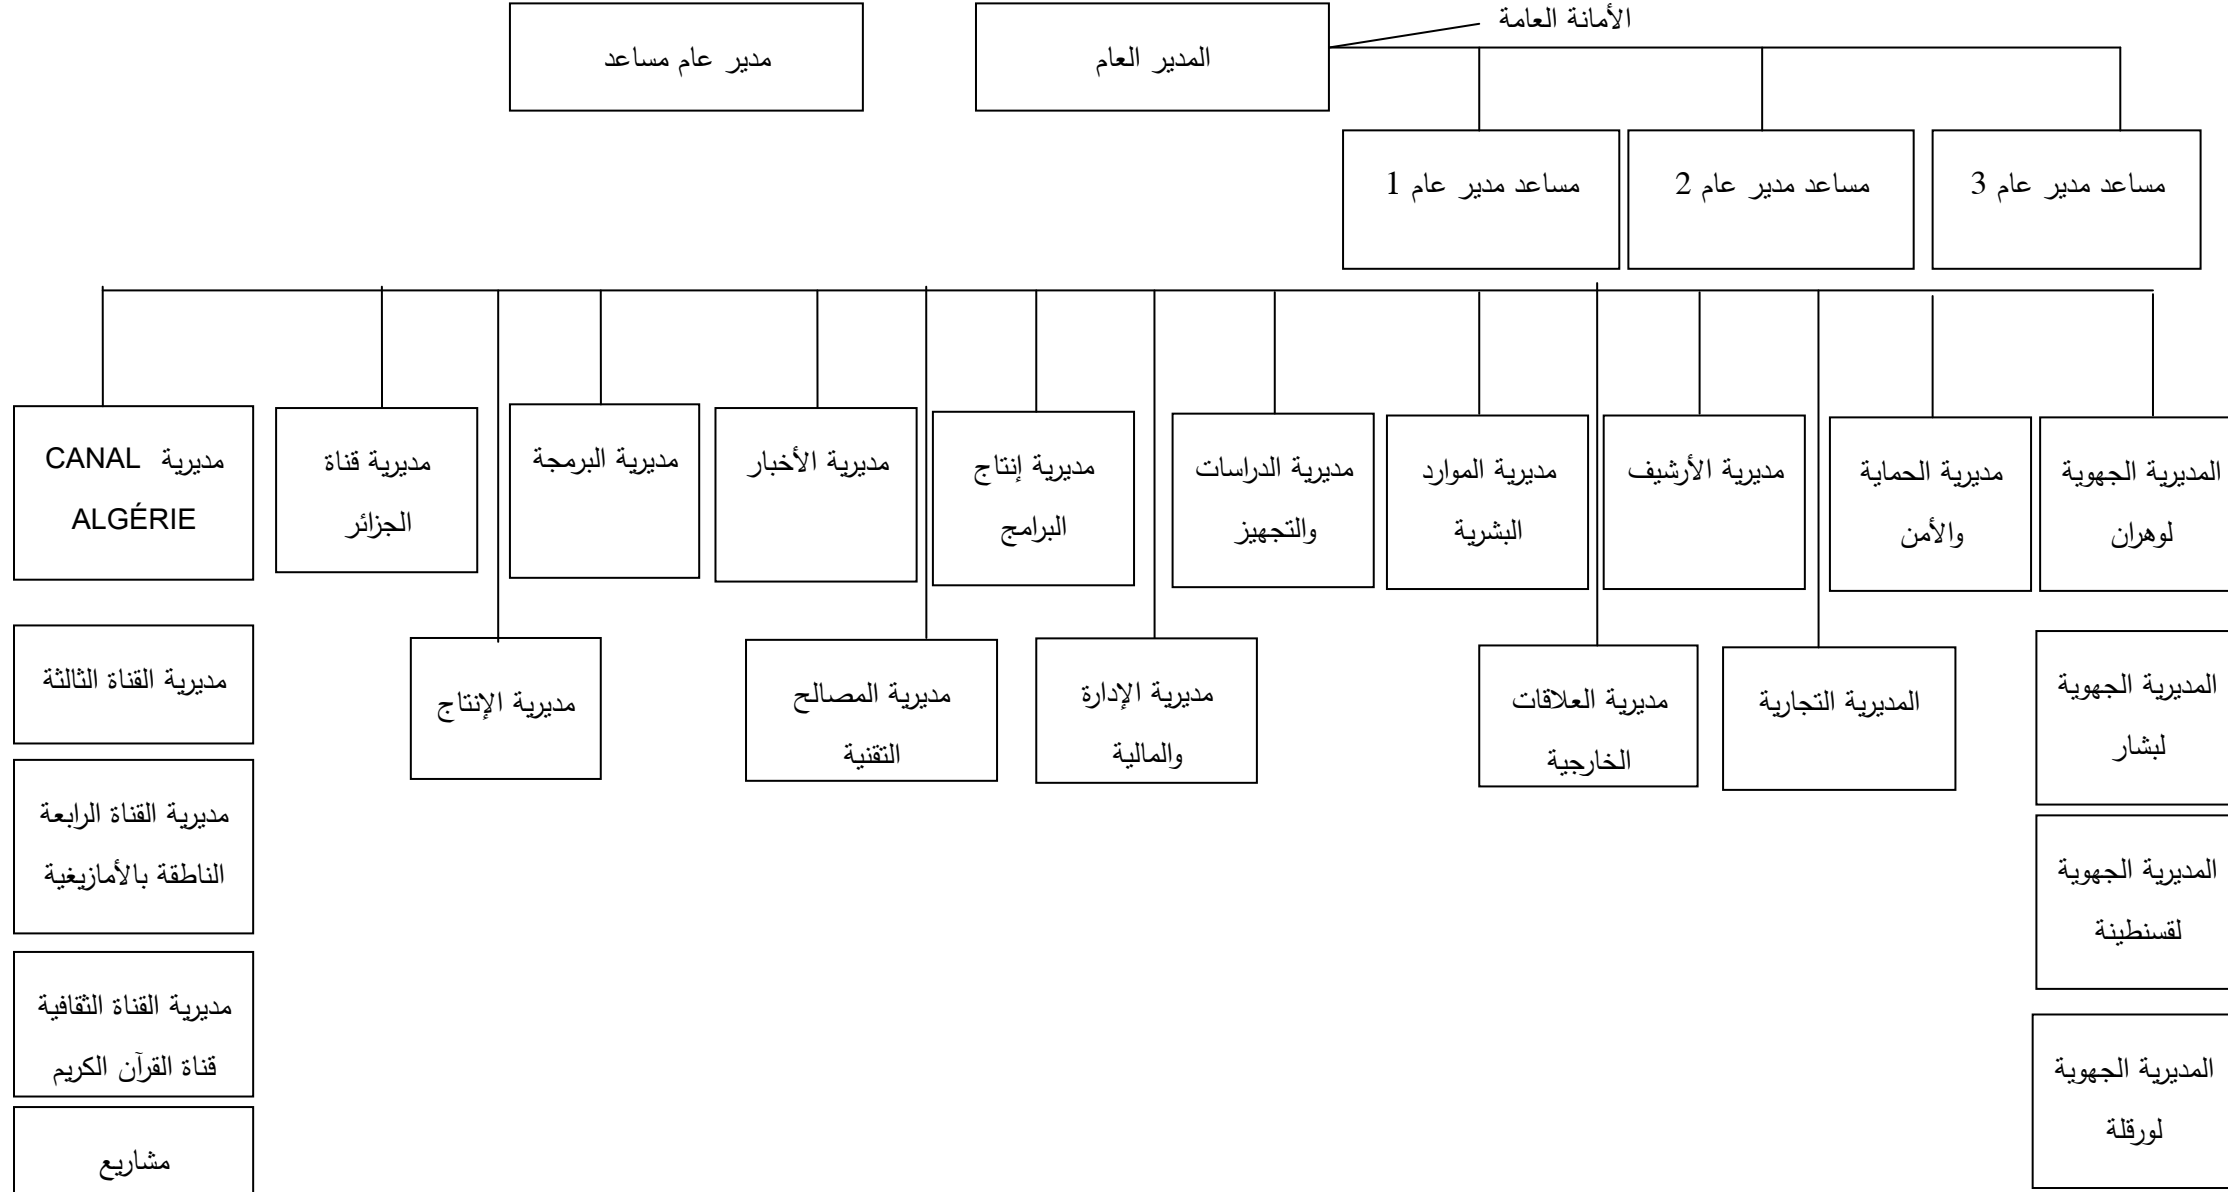 الأمانة العامة
المدير العام
مدير عام مساعد
مساعد مدير عام 3
مساعد مدير عام 2
مساعد مدير عام 1
المديرية الجهوية
لوهران
مديرية الحماية
والأمن
مديرية الأرشيف
مديرية الموارد
البشرية
مديرية الدراسات
والتجهيز
مديرية إنتاج
البرامج
مديرية الأخبار
مديرية البرمجة
مديرية قناة
الجزائر
مديرية CANAL
ALGÉRIE
المديرية الجهوية
لبشار
المديرية التجارية
مديرية العلاقات
الخارجية
مديرية الإدارة
والمالية
مديرية المصالح
التقنية
مديرية الإنتاج
مديرية القناة الثالثة
المديرية الجهوية
لقسنطينة
مديرية القناة الرابعة
الناطقة بالأمازيغية
المديرية الجهوية
لورقلة
مديرية القناة الثقافية
قناة القرآن الكريم
مشاريع